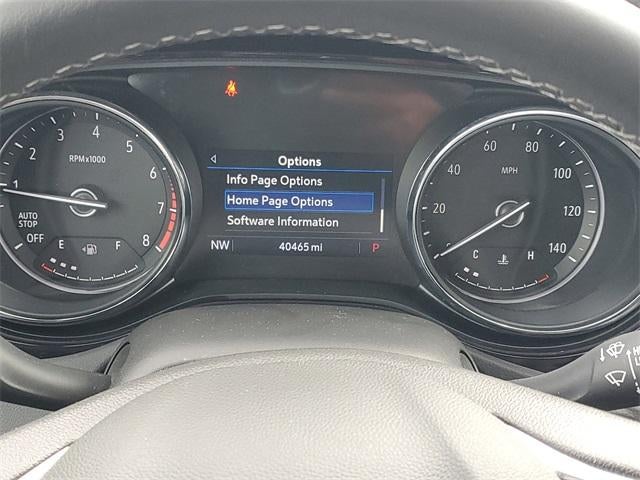 Options
Info Page Options
Home Page Options
Software Information
NW 40465 mi P
1 2 3 4 5 6 7 8
RPM x1000
AUTO
STOP
OFF
E F
0 20 40 60 80 100 120 140
MPH
C H